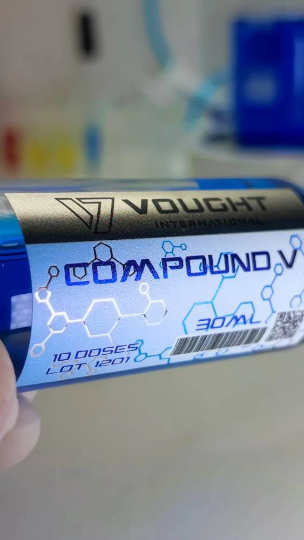 VOUGHT
INTERNATIONAL
COMPOUND V
30ML
10 DOSES
LOT 1201